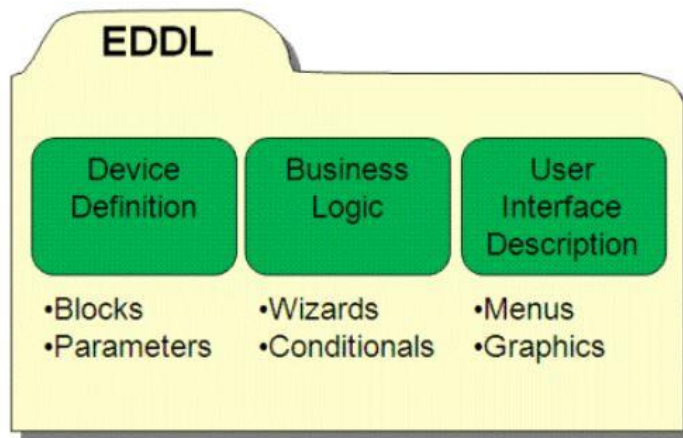 EDDL
Device
Definition
•Blocks
•Parameters
Business
Logic
•Wizards
•Conditionals
User
Interface
Description
•Menus
•Graphics